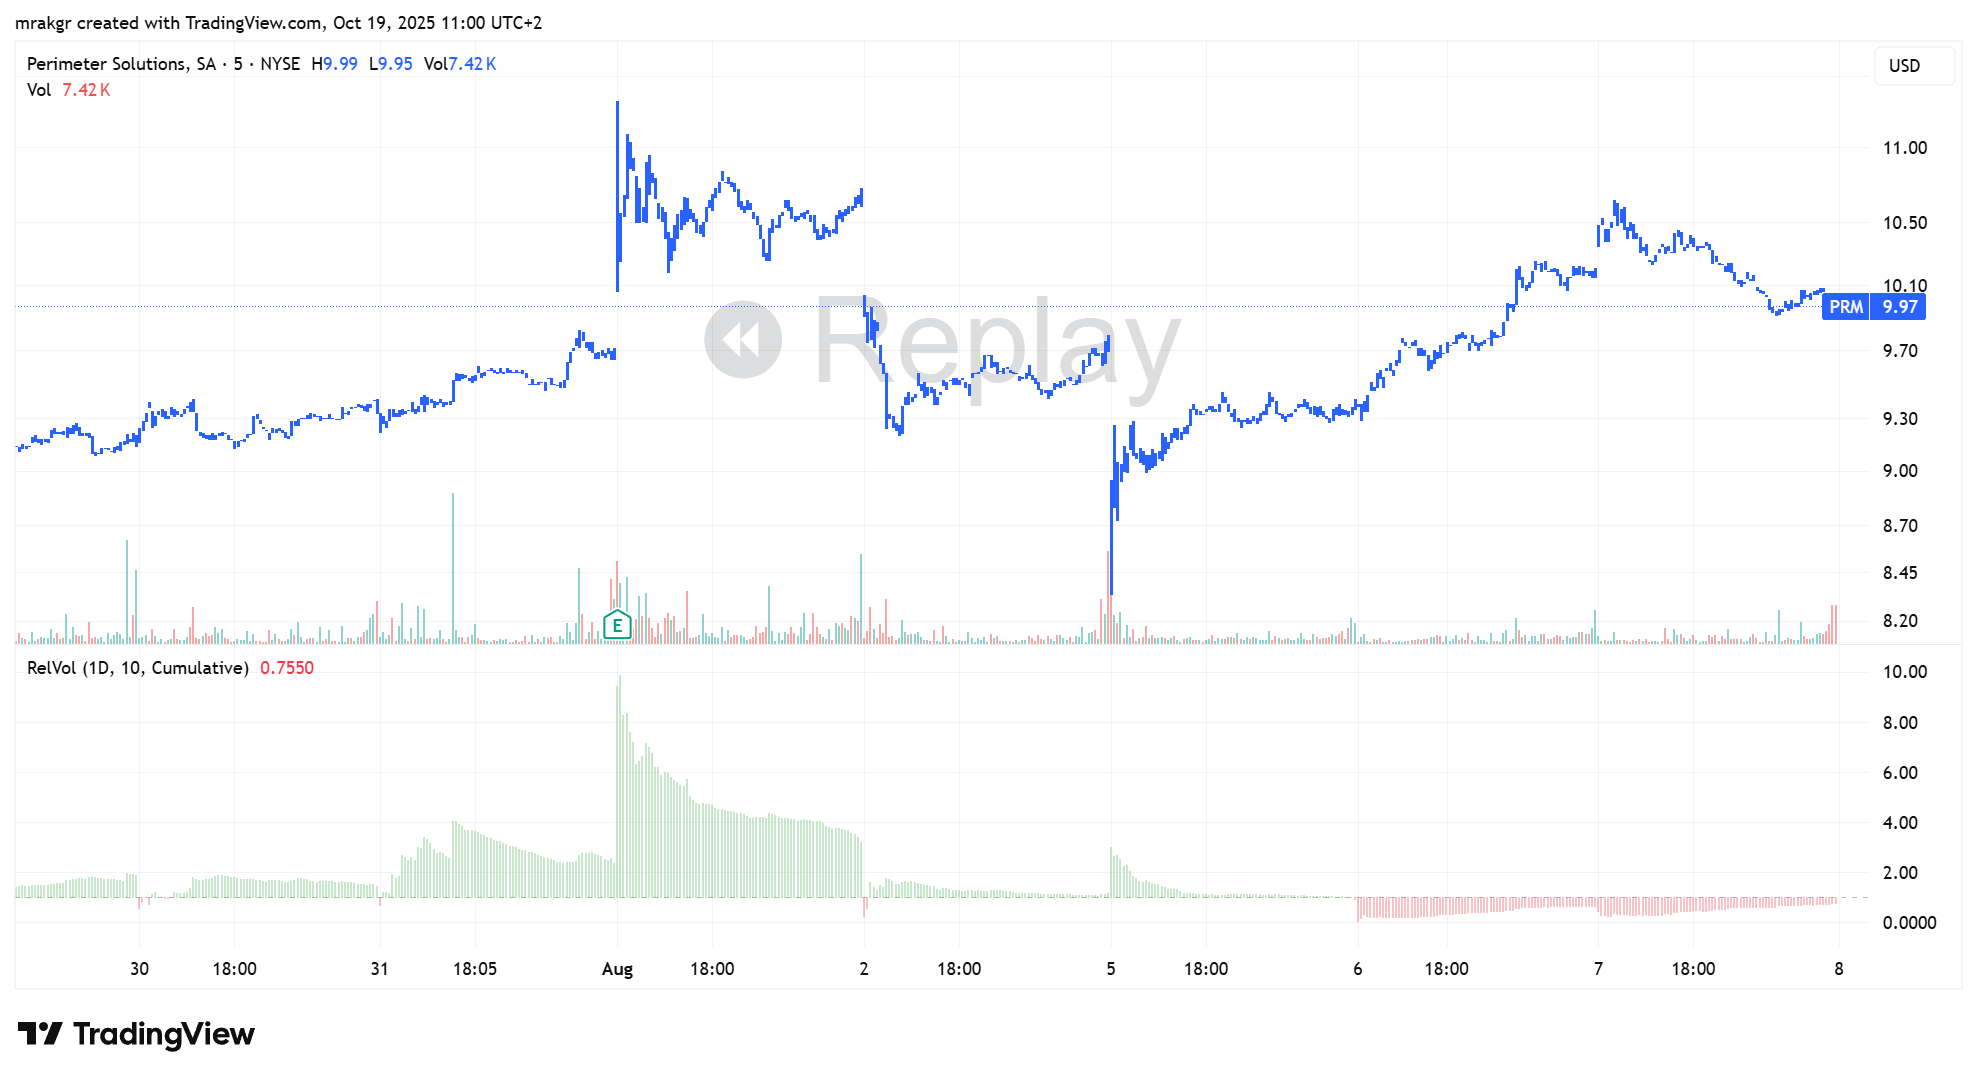 mrakgr created with TradingView.com, Oct 19, 2025 11:00 UTC+2
Perimeter Solutions, SA · 5 · NYSE H9.99 L9.95 Vol7.42 K
Vol 7.42 K
USD
11.00
10.50
10.10
PRM 9.97
9.70
9.30
9.00
8.70
8.45
8.20
Replay
E
RelVol (1D, 10, Cumulative) 0.7550
10.00
8.00
6.00
4.00
2.00
0.0000
30 18:00 31 18:05 Aug 18:00 2 18:00 5 18:00 6 18:00 7 18:00 8
TradingView